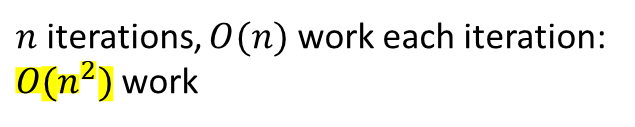 n iterations, O(n) work each iteration:
O(n²) work